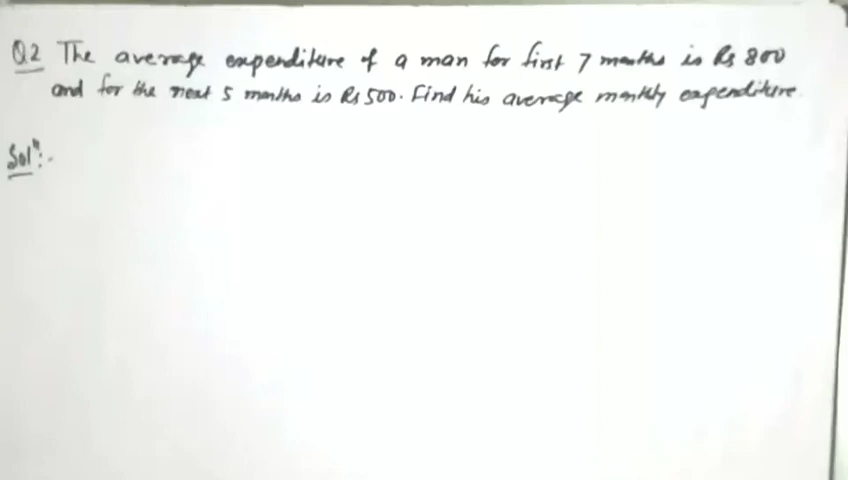 Q.2 The average expenditure of a man for first 7 months is Rs 800
and for the next 5 months is Rs 500. Find his average monthly expenditure.
Solⁿ:-